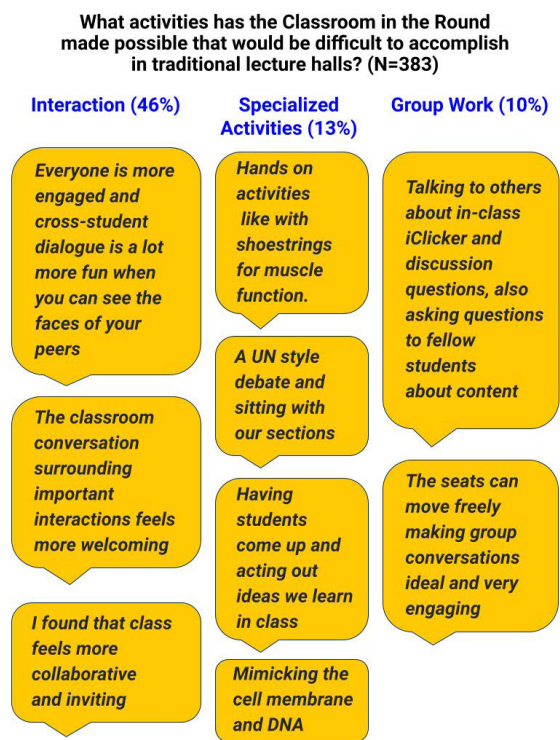 What activities has the Classroom in the Round
made possible that would be difficult to accomplish
in traditional lecture halls? (N=383)
Interaction (46%)
Everyone is more
engaged and
cross-student
dialogue is a lot
more fun when
you can see the
faces of your
peers
The classroom
conversation
surrounding
important
interactions feels
more welcoming
I found that class
feels more
collaborative
and inviting
Specialized
Activities (13%)
Hands on
activities
like with
shoestrings
for muscle
function.
A UN style
debate and
sitting with
our sections
Having
students
come up and
acting out
ideas we learn
in class
Mimicking the
cell membrane
and DNA
Group Work (10%)
Talking to others
about in-class
iClicker and
discussion
questions, also
asking questions
to fellow
students
about content
The seats can
move freely
making group
conversations
ideal and very
engaging